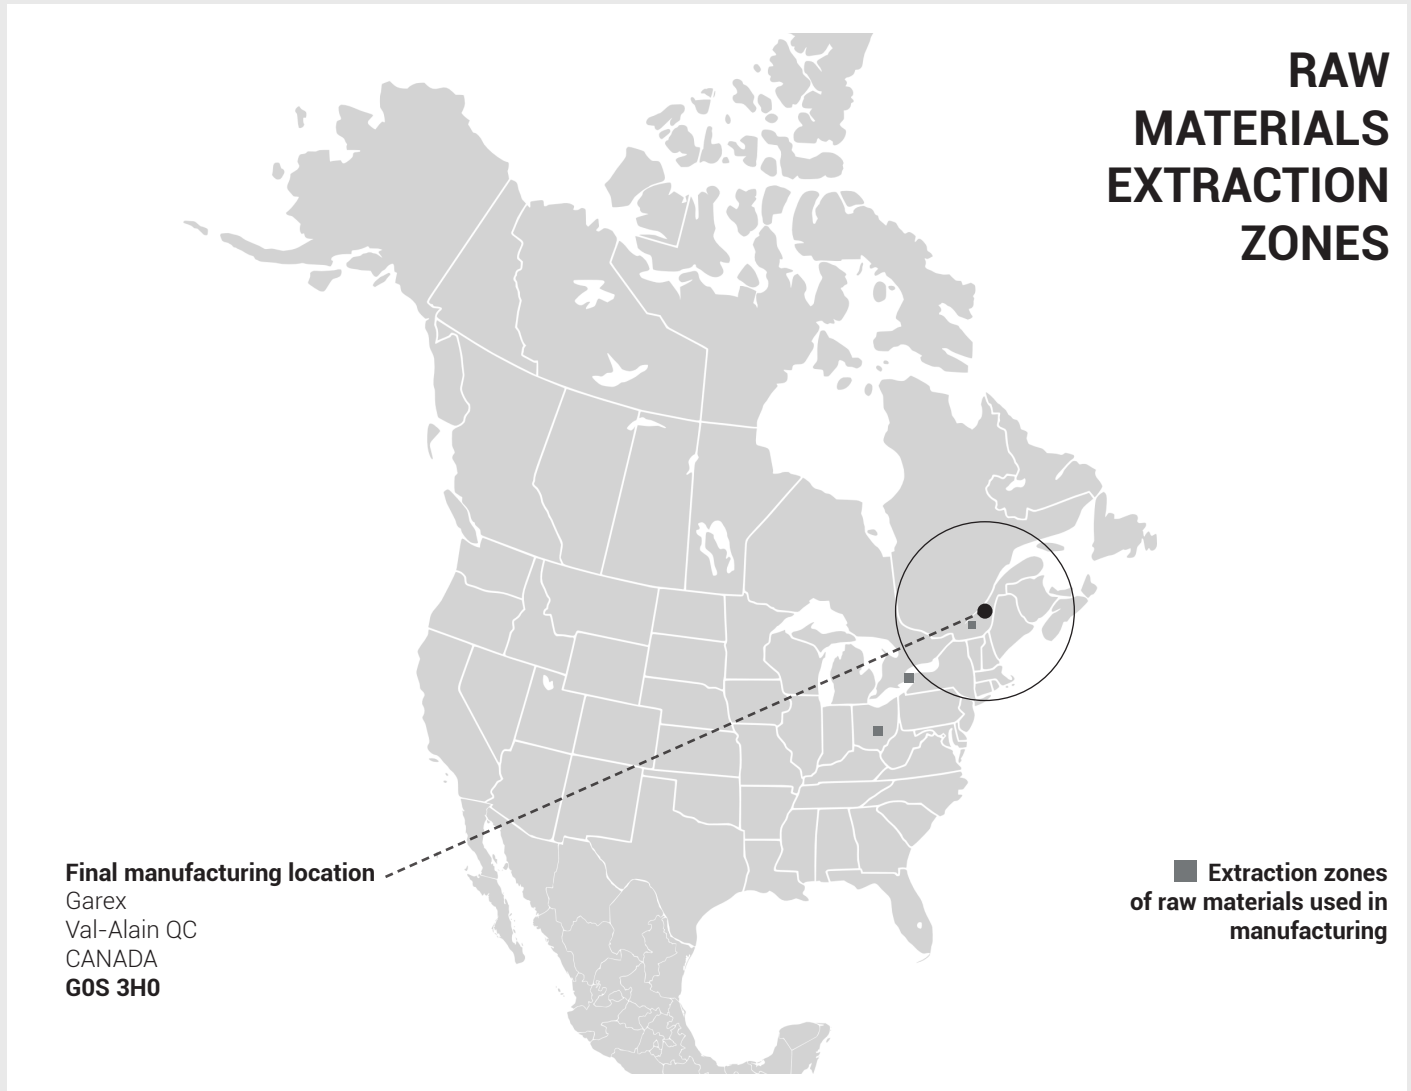 RAW
MATERIALS
EXTRACTION
ZONES
Final manufacturing location
Garex
Val-Alain QC
CANADA
G0S 3H0
Extraction zones
of raw materials used in
manufacturing